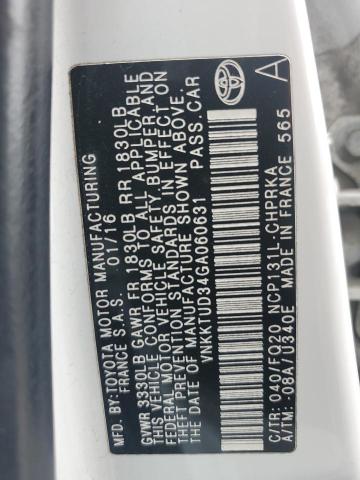 MFD. BY: TOYOTA MOTOR MANUFACTURING
FRANCE S.A.S. 01/16
GVWR 3330LB GAWR FR 1830LB RR 1830LB
THIS VEHICLE CONFORMS TO ALL APPLICABLE
FEDERAL MOTOR VEHICLE SAFETY, BUMPER, AND
THEFT PREVENTION STANDARDS IN EFFECT ON
THE DATE OF MANUFACTURE SHOWN ABOVE.
VNKKTUD34GA060631 PASS.CAR
C/TR: 040/FQ20 NCP131L-CHPRKA
A/TM: -08A/U340E FRANCE 565
A